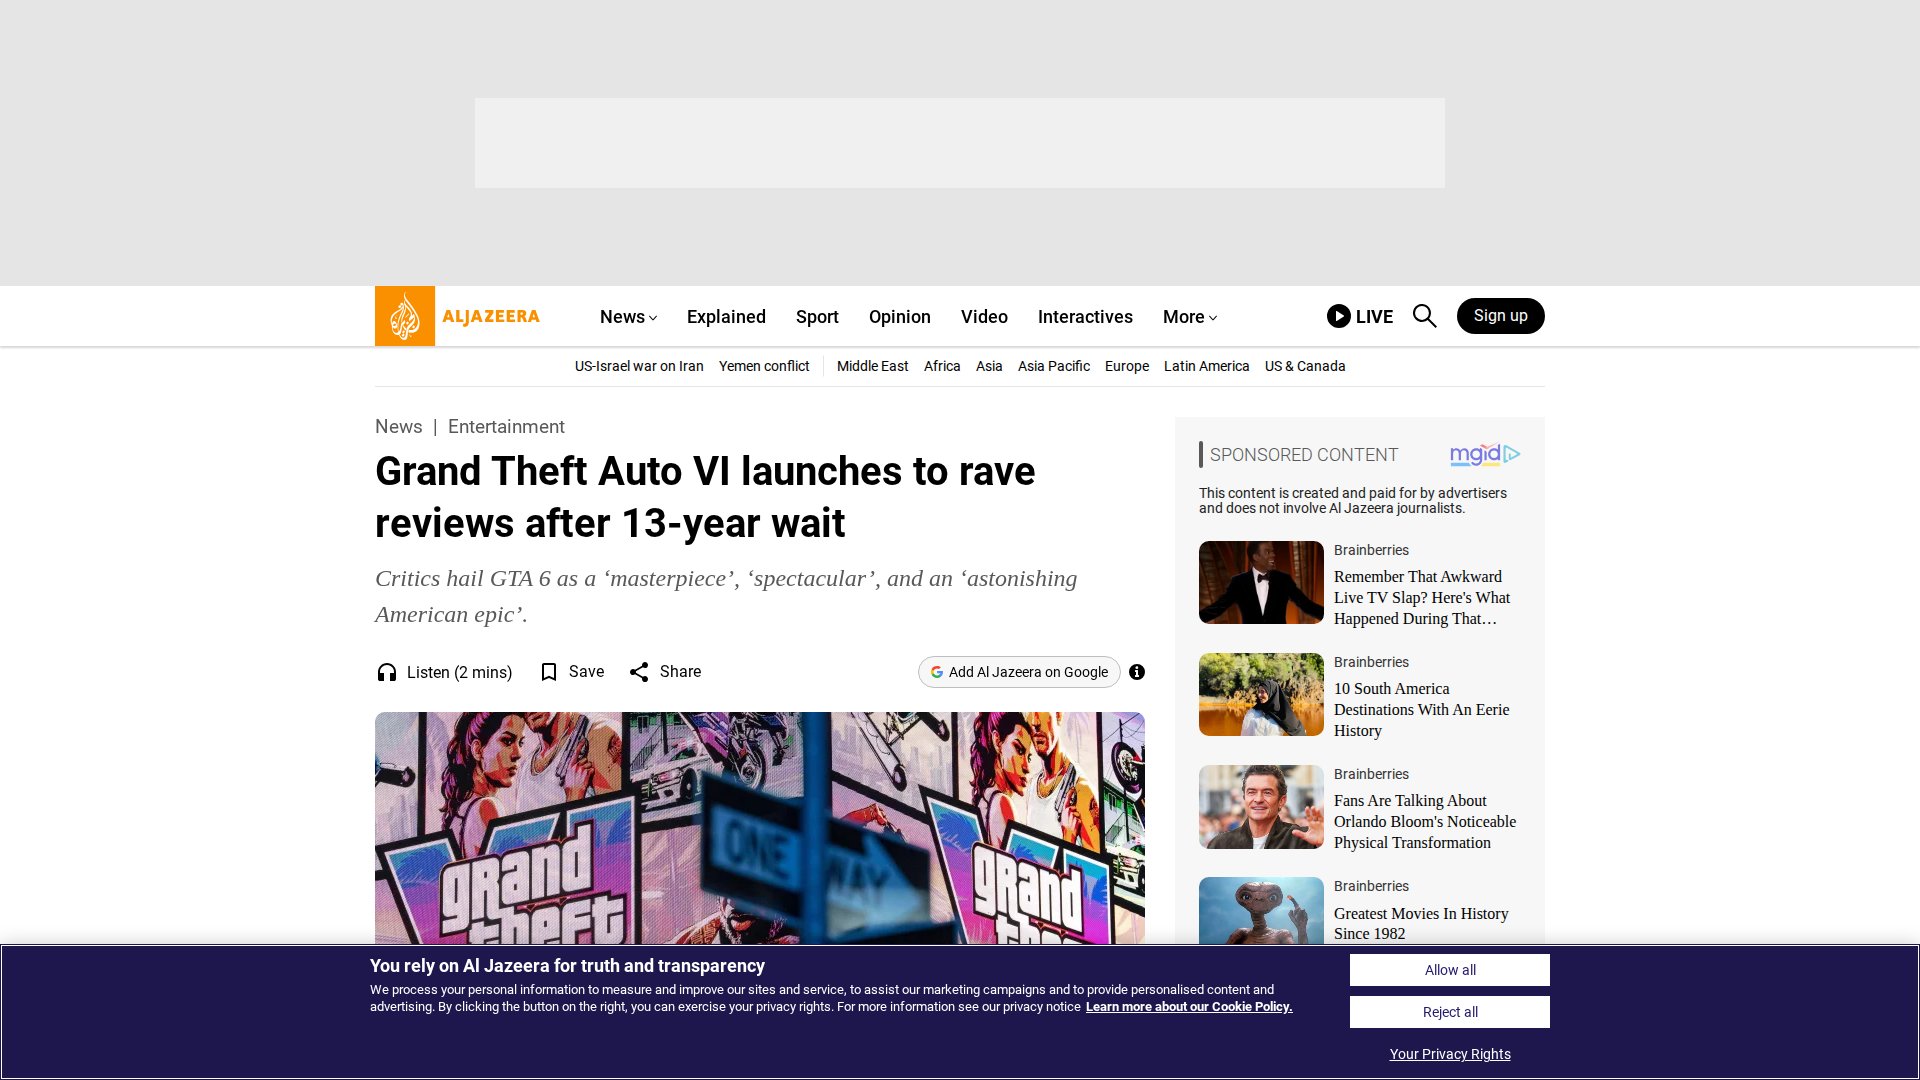 ALJAZEERA
News
Explained
Sport
Opinion
Video
Interactives
More
LIVE
Sign up
US-Israel war on Iran
Yemen conflict
Middle East
Africa
Asia
Asia Pacific
Europe
Latin America
US & Canada
News | Entertainment
Grand Theft Auto VI launches to rave
reviews after 13-year wait
Critics hail GTA 6 as a ‘masterpiece’, ‘spectacular’, and an ‘astonishing
American epic’.
Listen (2 mins)
Save
Share
Add Al Jazeera on Google
grand
theft
ONE WAY
grand
SPONSORED CONTENT
mgid
This content is created and paid for by advertisers
and does not involve Al Jazeera journalists.
Brainberries
Remember That Awkward
Live TV Slap? Here's What
Happened During That…
Brainberries
10 South America
Destinations With An Eerie
History
Brainberries
Fans Are Talking About
Orlando Bloom's Noticeable
Physical Transformation
Brainberries
Greatest Movies In History
Since 1982
You rely on Al Jazeera for truth and transparency
We process your personal information to measure and improve our sites and service, to assist our marketing campaigns and to provide personalised content and
advertising. By clicking the button on the right, you can exercise your privacy rights. For more information see our privacy notice Learn more about our Cookie Policy.
Allow all
Reject all
Your Privacy Rights